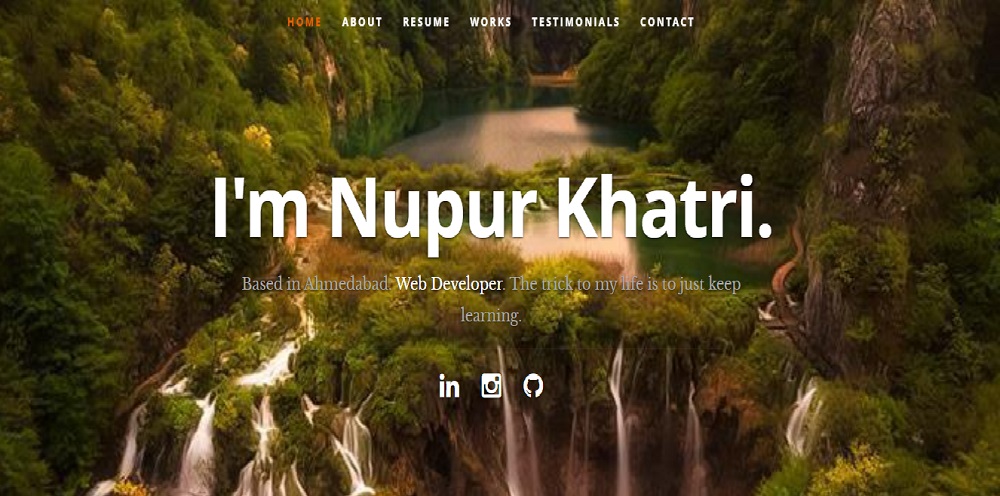 HOME ABOUT RESUME WORKS TESTIMONIALS CONTACT
I'm Nupur Khatri.
Based in Ahmedabad. Web Developer. The trick to my life is to just keep
learning.
in